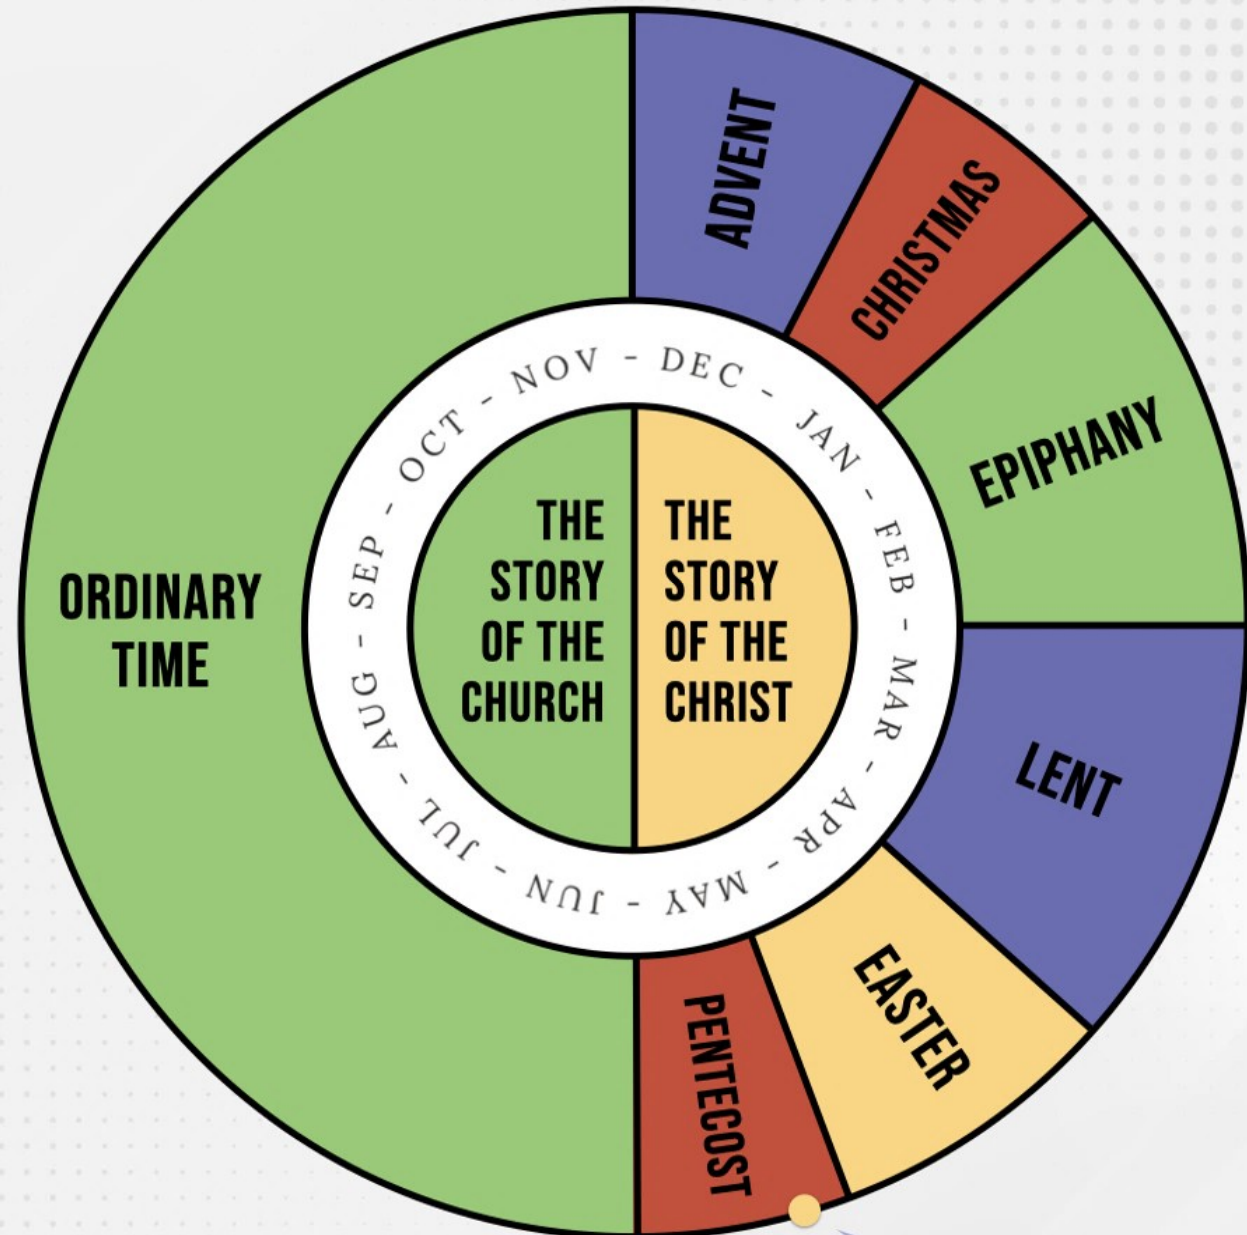 ADVENT
CHRISTMAS
EPIPHANY
LENT
EASTER
PENTECOST
ORDINARY
TIME
DEC - JAN - FEB - MAR - APR - MAY - JUN - JUL - AUG - SEP - OCT - NOV -
THE
STORY
OF THE
CHURCH
THE
STORY
OF THE
CHRIST